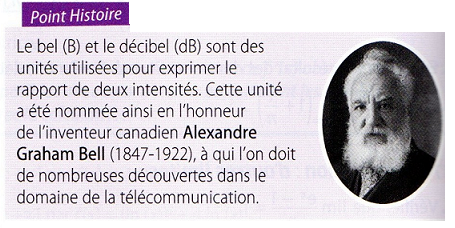 Point Histoire
Le bel (B) et le décibel (dB) sont des
unités utilisées pour exprimer le
rapport de deux intensités. Cette unité
a été nommée ainsi en l'honneur
de l'inventeur canadien Alexandre
Graham Bell (1847-1922), à qui l'on doit
de nombreuses découvertes dans le
domaine de la télécommunication.